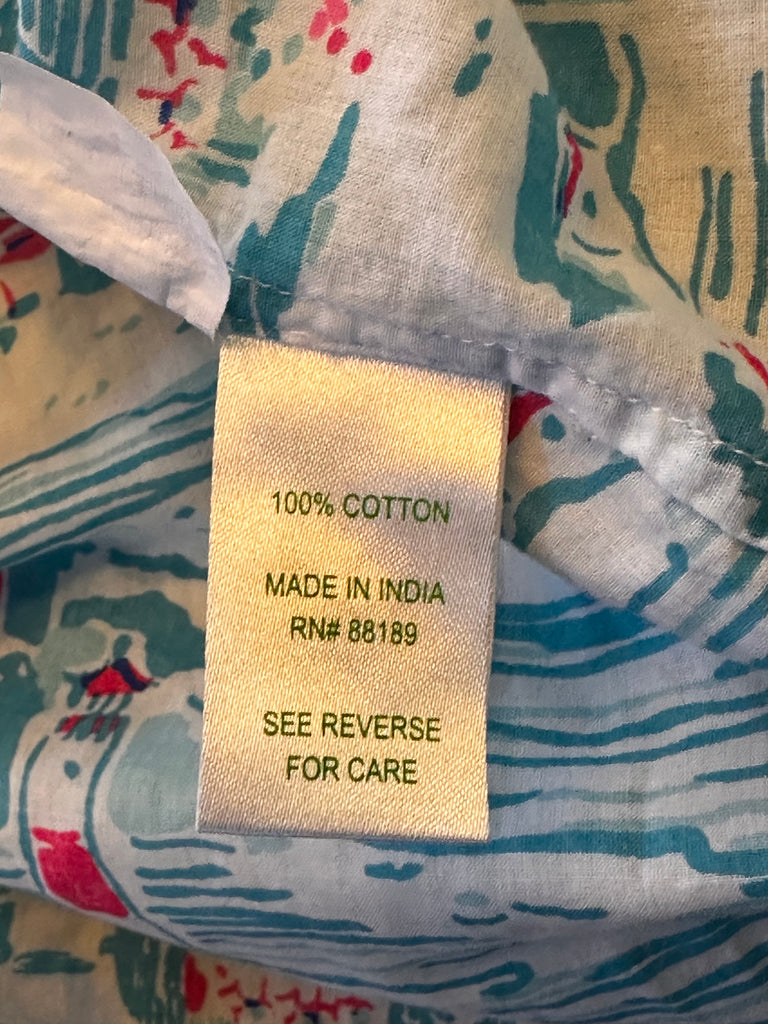 100% COTTON
MADE IN INDIA
RN# 88189
SEE REVERSE
FOR CARE